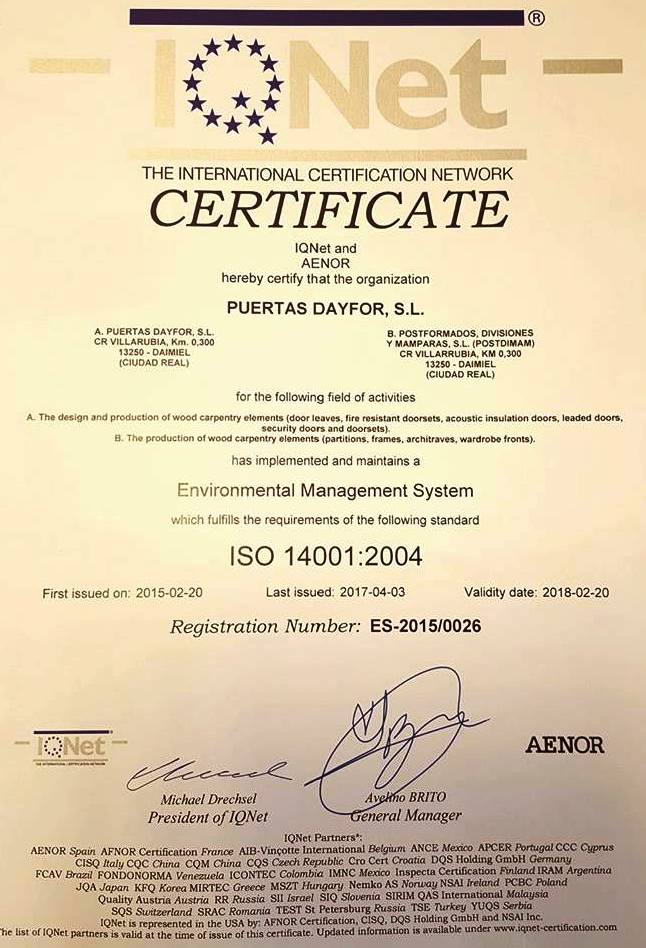 ®
IQNet
THE INTERNATIONAL CERTIFICATION NETWORK
CERTIFICATE
IQNet and
AENOR
hereby certify that the organization
PUERTAS DAYFOR, S.L.
A. PUERTAS DAYFOR, S.L.
CR VILLARUBIA, Km. 0,300
13250 - DAIMIEL
(CIUDAD REAL)
B. POSTFORMADOS, DIVISIONES
Y MAMPARAS, S.L. (POSTDIMAM)
CR VILLARRUBIA, KM 0,300
13250 - DAIMIEL
(CIUDAD REAL)
for the following field of activities
A. The design and production of wood carpentry elements (door leaves, fire resistant doorsets, acoustic insulation doors, leaded doors,
security doors and doorsets).
B. The production of wood carpentry elements (partitions, frames, architraves, wardrobe fronts).
has implemented and maintains a
Environmental Management System
which fulfills the requirements of the following standard
ISO 14001:2004
First issued on: 2015-02-20 Last issued: 2017-04-03 Validity date: 2018-02-20
Registration Number: ES-2015/0026
IQNet
THE INTERNATIONAL CERTIFICATION NETWORK
AENOR
Michael Drechsel
President of IQNet
Avelino BRITO
General Manager
IQNet Partners*:
AENOR Spain AFNOR Certification France AIB-Vinçotte International Belgium ANCE Mexico APCER Portugal CCC Cyprus
CISQ Italy CQC China CQM China CQS Czech Republic Cro Cert Croatia DQS Holding GmbH Germany
FCAV Brazil FONDONORMA Venezuela ICONTEC Colombia IMNC Mexico Inspecta Certification Finland IRAM Argentina
JQA Japan KFQ Korea MIRTEC Greece MSZT Hungary Nemko AS Norway NSAI Ireland PCBC Poland
Quality Austria Austria RR Russia SII Israel SIQ Slovenia SIRIM QAS International Malaysia
SQS Switzerland SRAC Romania TEST St Petersburg Russia TSE Turkey YUQS Serbia
IQNet is represented in the USA by: AFNOR Certification, CISQ, DQS Holding GmbH and NSAI Inc.
he list of IQNet partners is valid at the time of issue of this certificate. Updated information is available under www.iqnet-certification.com